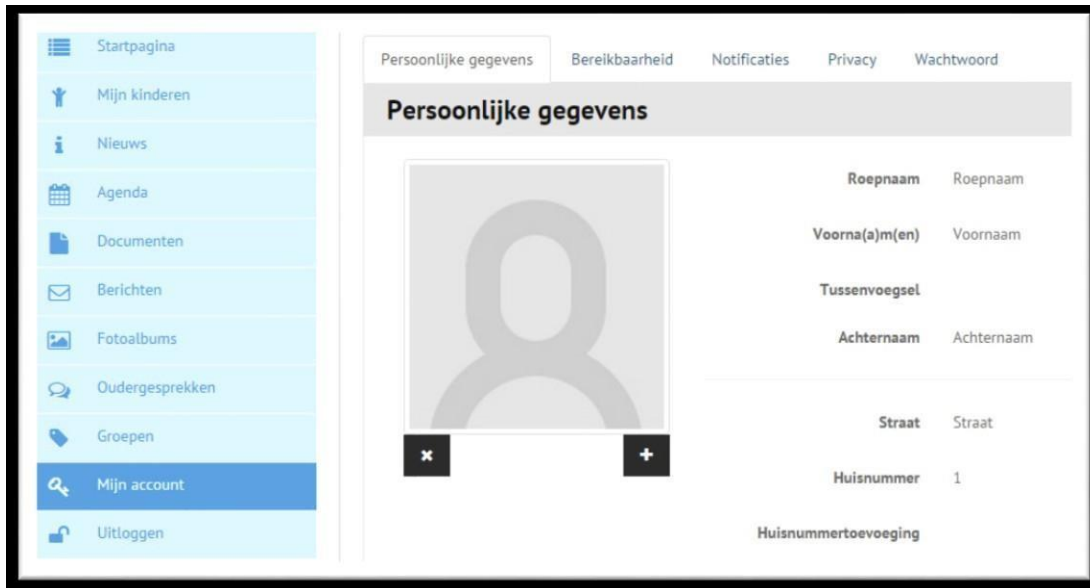 Startpagina
Mijn kinderen
Nieuws
Agenda
Documenten
Berichten
Fotoalbums
Oudergesprekken
Groepen
Mijn account
Uitloggen
Persoonlijke gegevens Bereikbaarheid Notificaties Privacy Wachtwoord
Persoonlijke gegevens
Roepnaam Roepnaam
Voorna(a)m(en) Voornaam
Tussenvoegsel
Achternaam Achternaam
Straat Straat
Huisnummer 1
Huisnummertoevoeging